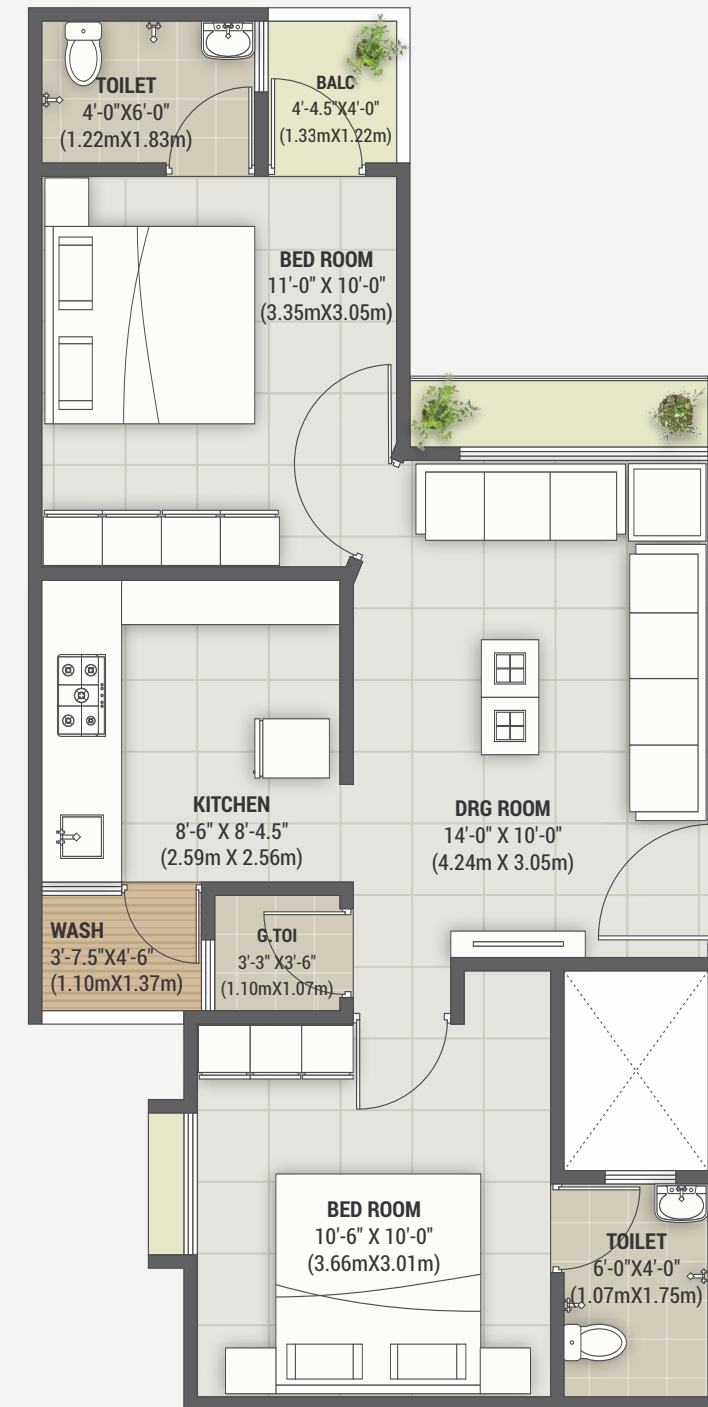 TOILET
4'-0"X6'-0"
(1.22mX1.83m)
BALC
4'-4.5"X4'-0"
(1.33mX1.22m)
BED ROOM
11'-0" X 10'-0"
(3.35mX3.05m)
KITCHEN
8'-6" X 8'-4.5"
(2.59m X 2.56m)
DRG ROOM
14'-0" X 10'-0"
(4.24m X 3.05m)
WASH
3'-7.5"X4'-6"
(1.10mX1.37m)
G.TOI
3'-3" X3'-6"
(1.10mX1.07m)
BED ROOM
10'-6" X 10'-0"
(3.66mX3.01m)
TOILET
6'-0"X4'-0"
(1.07mX1.75m)